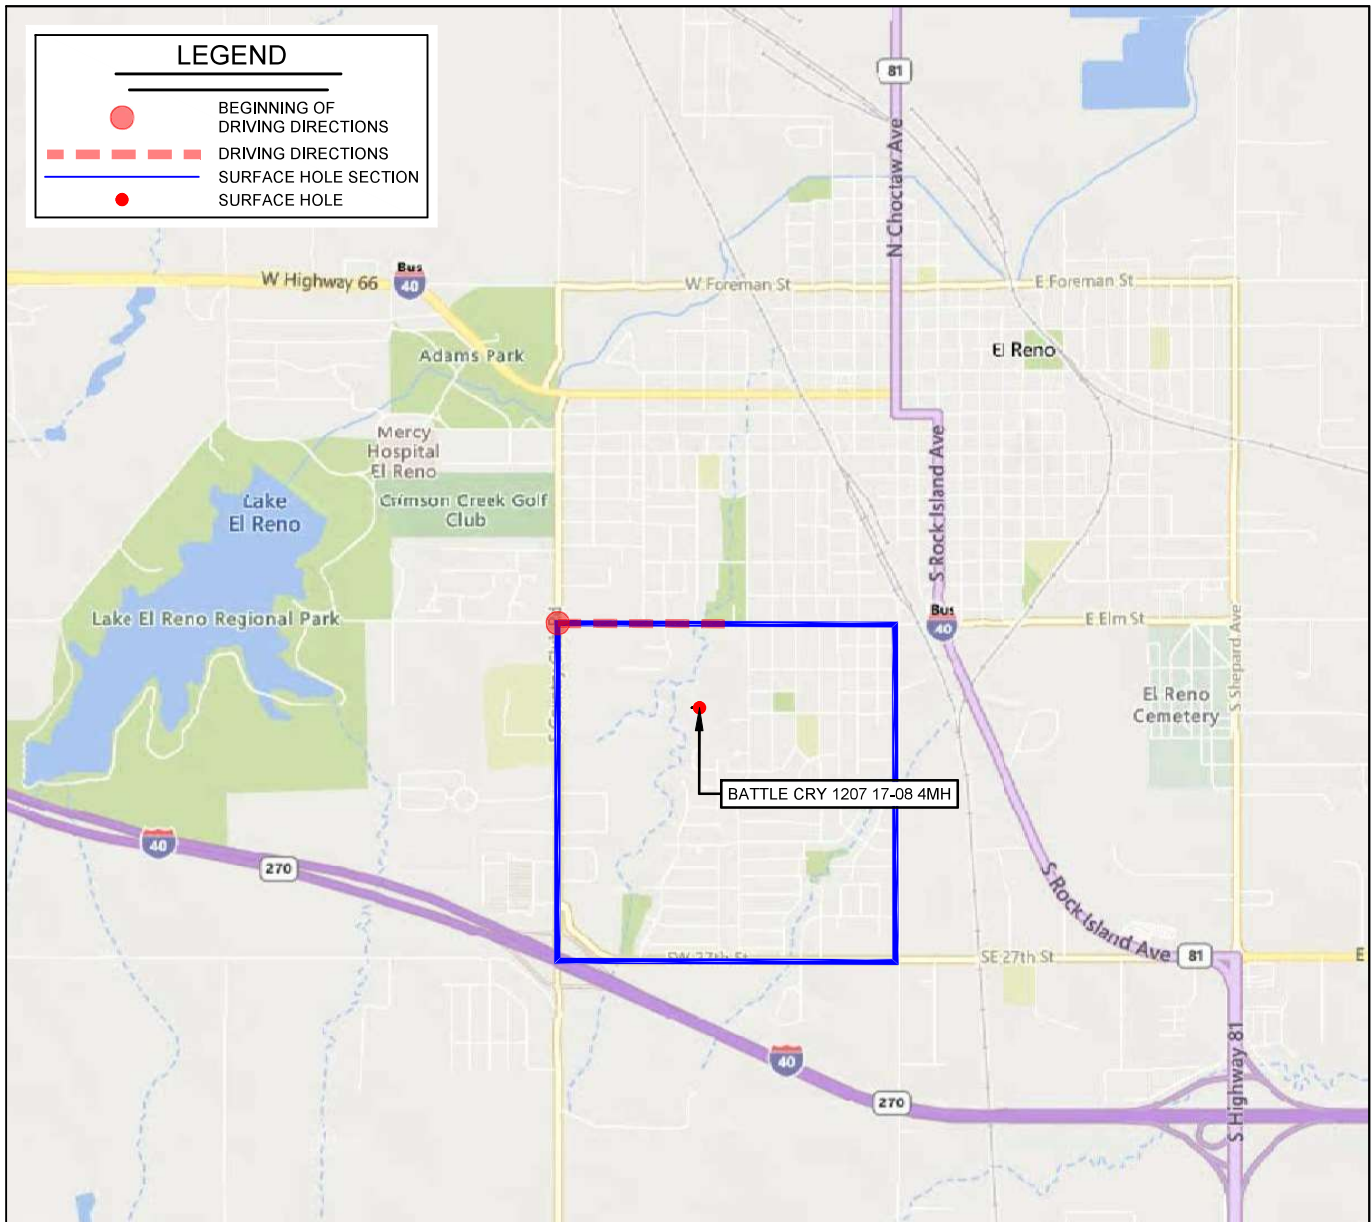 LEGEND
BEGINNING OF
DRIVING DIRECTIONS
DRIVING DIRECTIONS
SURFACE HOLE SECTION
SURFACE HOLE
81
N Choctaw Ave
W Highway 66
Bus
40
W Foreman St
E Foreman St
Adams Park
El Reno
Mercy
Hospital
El Reno
Crimson Creek Golf
Club
Lake
El Reno
S Rock Island Ave
Lake El Reno Regional Park
Bus
40
E Elm St
S Shepard Ave
El Reno
Cemetery
BATTLE CRY 1207 17-08 4MH
40
270
S Rock Island Ave
81
SW 27th St
SE 27th St
E
40
270
S Highway 81